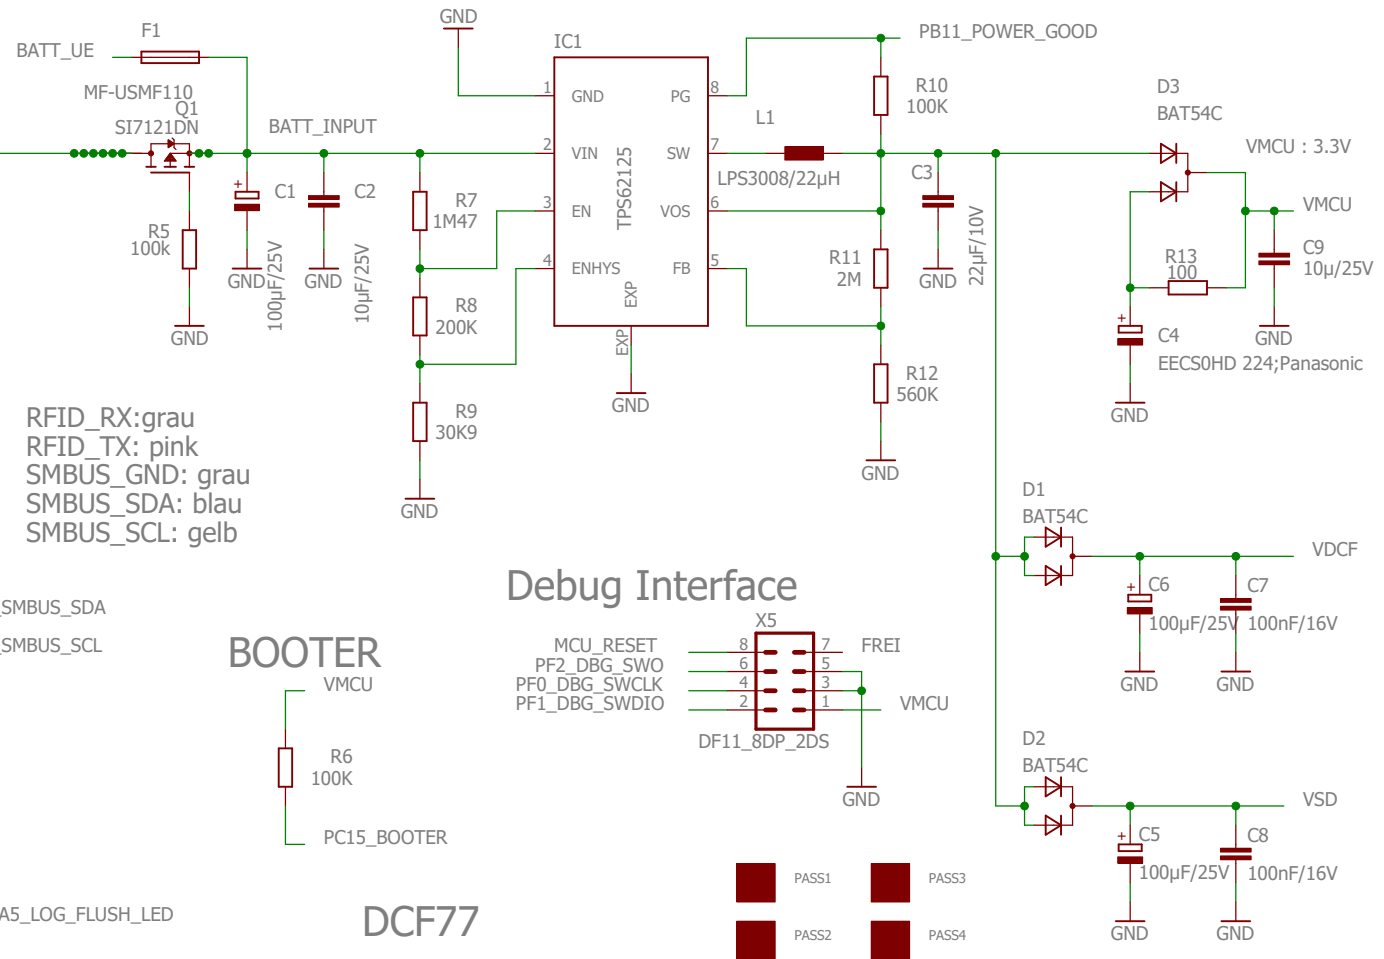 GND
F1
BATT_UE
MF-USMF110
Q1
SI7121DN
BATT_INPUT
R5
100k
GND
C1
100µF/25V
GND
C2
10µF/25V
GND
R7
1M47
R8
200K
R9
30K9
GND
IC1
TPS62125
1
GND
2
VIN
3
EN
4
ENHYS
EXP
EXP
GND
8
PG
7
SW
6
VOS
5
FB
L1
LPS3008/22µH
PB11_POWER_GOOD
R10
100K
R11
2M
R12
560K
GND
C3
22µF/10V
GND
D3
BAT54C
VMCU : 3.3V
VMCU
R13
100
C9
10µ/25V
GND
C4
EECS0HD 224;Panasonic
GND
RFID_RX:grau
RFID_TX: pink
SMBUS_GND: grau
SMBUS_SDA: blau
SMBUS_SCL: gelb
D1
BAT54C
VDCF
C6
100µF/25V
GND
C7
100nF/16V
GND
_SMBUS_SDA
_SMBUS_SCL
BOOTER
VMCU
R6
100K
PC15_BOOTER
Debug Interface
X5
MCU_RESET
8
7
FREI
PF2_DBG_SWO
6
5
PF0_DBG_SWCLK
4
3
PF1_DBG_SWDIO
2
1
VMCU
DF11_8DP_2DS
GND
D2
BAT54C
VSD
C5
100µF/25V
GND
C8
100nF/16V
GND
A5_LOG_FLUSH_LED
DCF77
PASS1
PASS3
PASS2
PASS4